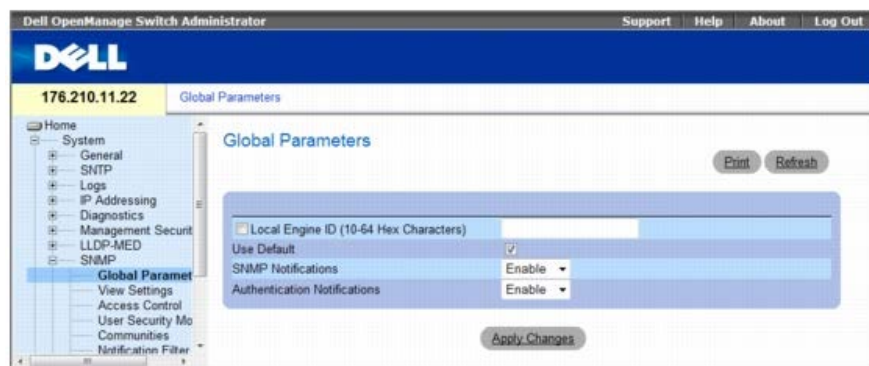 Dell OpenManage Switch Administrator Support Help About Log Out
DELL
176.210.11.22 Global Parameters
Home
System
General
SNTP
Logs
IP Addressing
Diagnostics
Management Securit
LLDP-MED
SNMP
Global Paramet
View Settings
Access Control
User Security Mo
Communities
Notification Filter
Global Parameters
Print Refresh
Local Engine ID (10-64 Hex Characters)
Use Default
SNMP Notifications Enable
Authentication Notifications Enable
Apply Changes